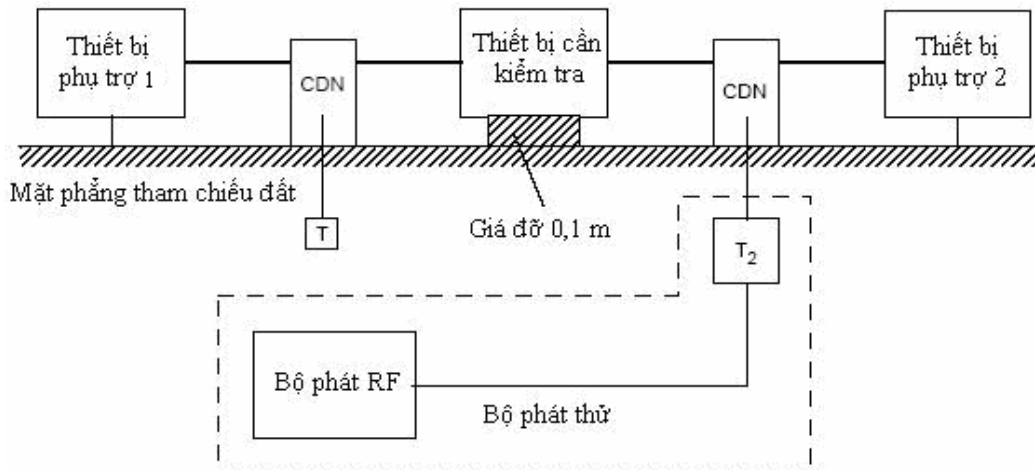 Thiết bị
phụ trợ 1
CDN
Thiết bị cần
kiểm tra
CDN
Thiết bị
phụ trợ 2
Mặt phẳng tham chiếu đất
T
Giá đỡ 0,1 m
T₂
Bộ phát RF
Bộ phát thử